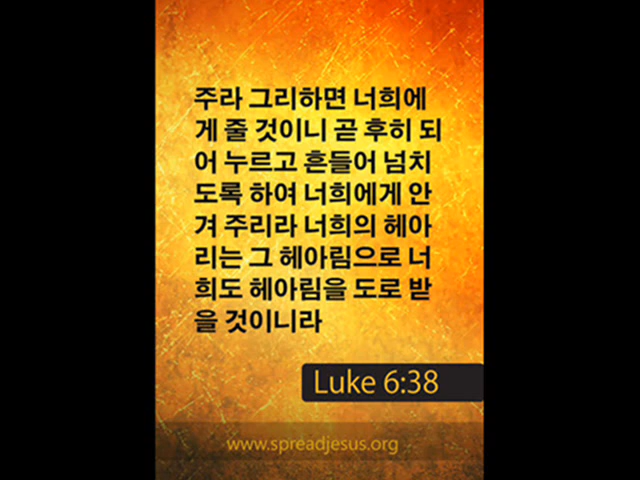 주라 그리하면 너희에
게 줄 것이니 곧 후히 되
어 누르고 흔들어 넘치
도록 하여 너희에게 안
겨 주리라 너희의 헤아
리는 그 헤아림으로 너
희도 헤아림을 도로 받
을 것이니라
Luke 6:38
www.spreadjesus.org